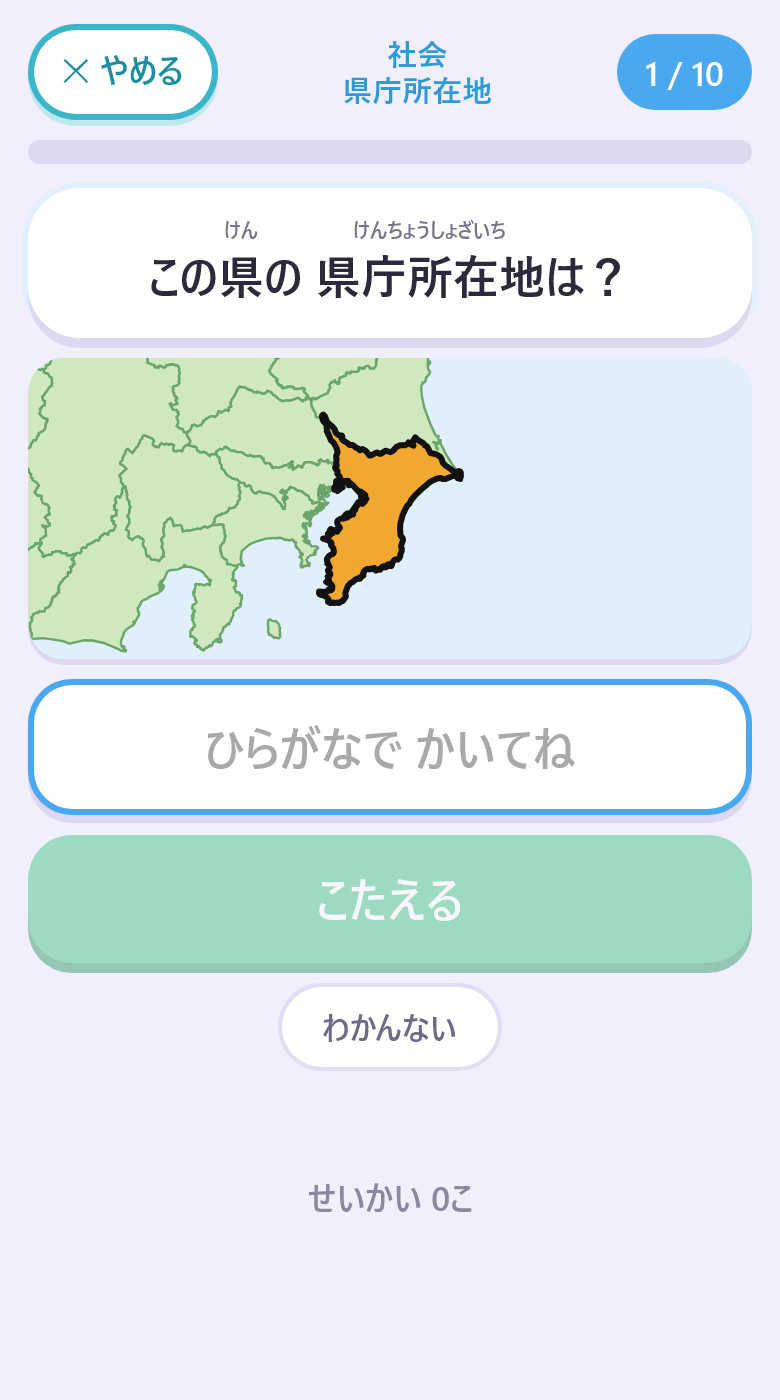 × やめる
社会
県庁所在地
1 / 10
けん けんちょうしょざいち
この県の 県庁所在地は？
ひらがなで かいてね
こたえる
わかんない
せいかい 0こ